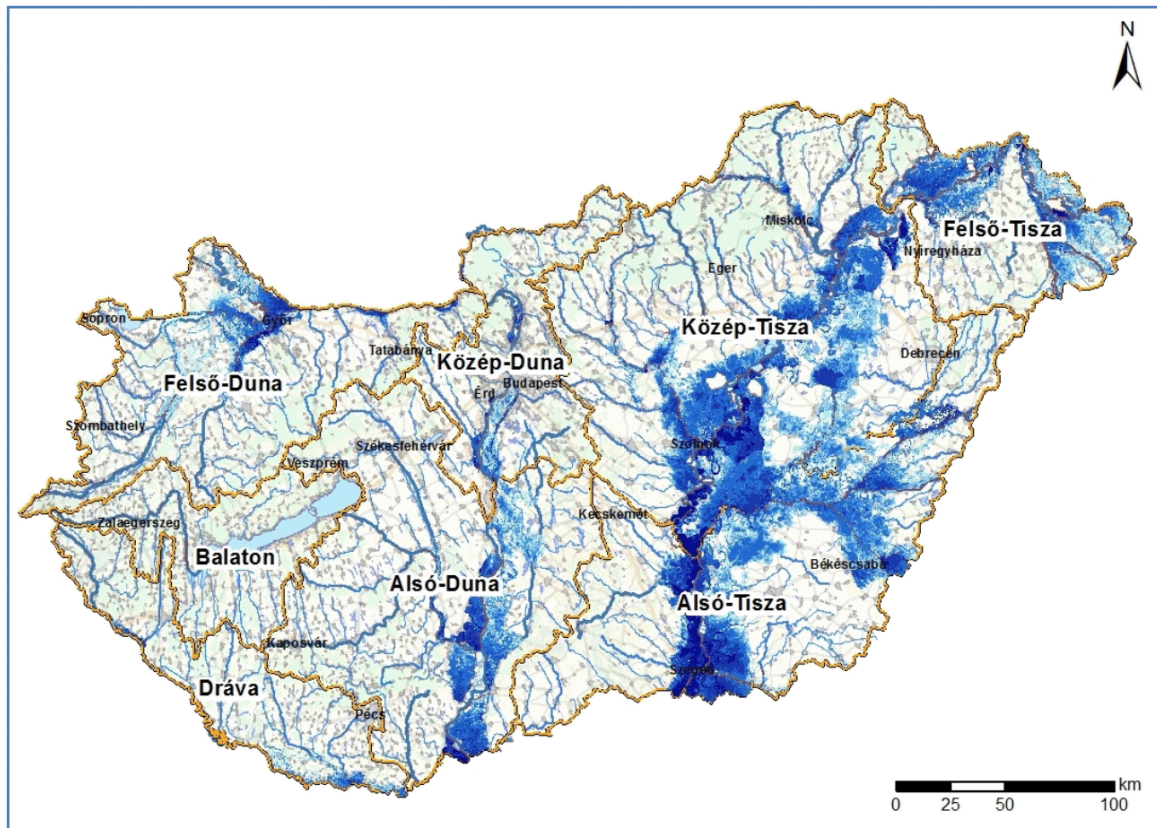 N
Miskolc
Felső-Tisza
Nyíregyháza
Eger
Sopron
Győr
Közép-Tisza
Tatabánya
Debrecen
Közép-Duna
Felső-Duna
Budapest
Érd
Szombathely
Székesfehérvár
Szolnok
Veszprém
Kecskemét
Zalaegerszeg
Balaton
Békéscsaba
Alsó-Duna
Alsó-Tisza
Kaposvár
Szeged
Dráva
Pécs
km
0 25 50 100